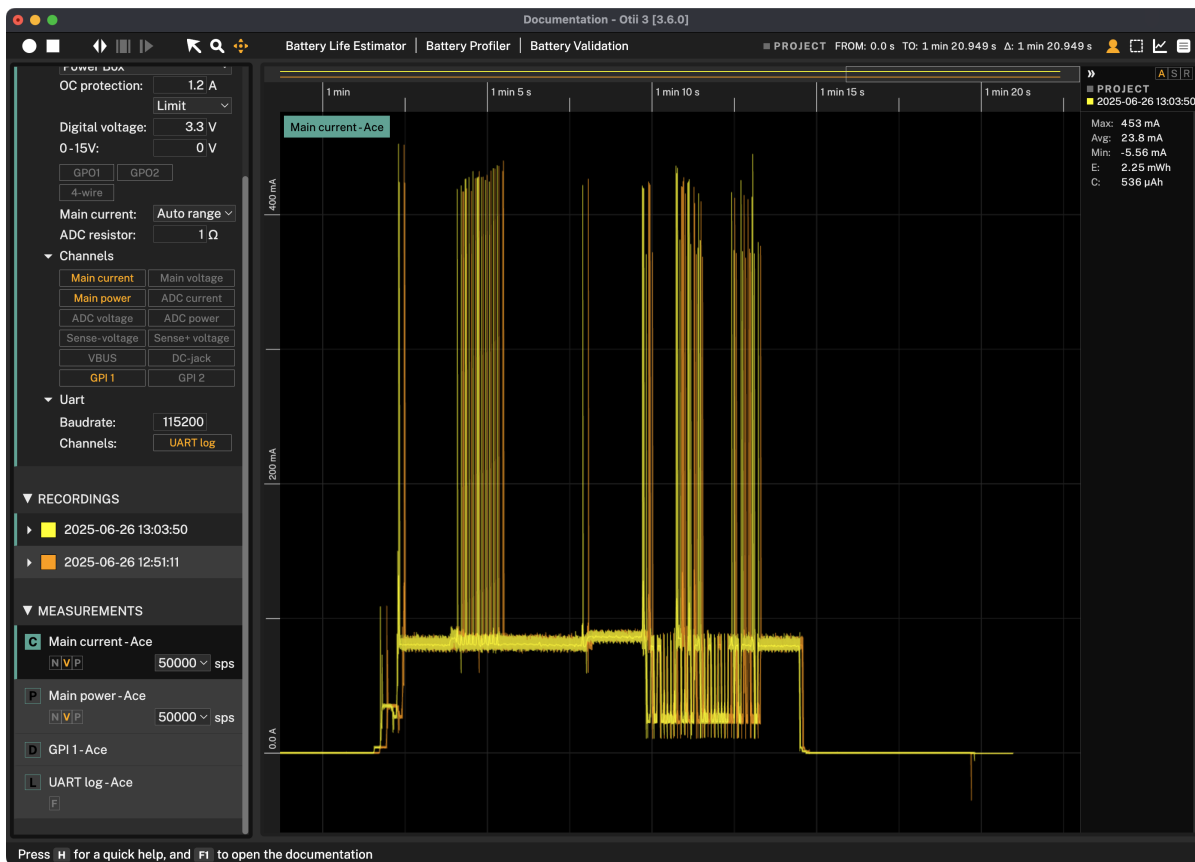 Documentation - Otii 3 [3.6.0]
Battery Life Estimator | Battery Profiler | Battery Validation
PROJECT FROM: 0.0 s TO: 1 min 20.949 s Δ: 1 min 20.949 s
Power Box
OC protection: 1.2 A
Limit
Digital voltage: 3.3 V
0-15V: 0 V
GPO1 GPO2
4-wire
Main current: Auto range
ADC resistor: 1 Ω
Channels
Main current Main voltage
Main power ADC current
ADC voltage ADC power
Sense-voltage Sense+ voltage
VBUS DC-jack
GPI 1 GPI 2
Uart
Baudrate: 115200
Channels: UART log
RECORDINGS
2025-06-26 13:03:50
2025-06-26 12:51:11
MEASUREMENTS
C Main current - Ace
N V P 50000 sps
P Main power - Ace
N V P 50000 sps
D GPI 1 - Ace
L UART log - Ace
F
1 min 1 min 5 s 1 min 10 s 1 min 15 s 1 min 20 s
Main current - Ace
400 mA
200 mA
0.0 A
» A S R
PROJECT
2025-06-26 13:03:50
Max: 453 mA
Avg: 23.8 mA
Min: -5.56 mA
E: 2.25 mWh
C: 536 µAh
Press H for a quick help, and F1 to open the documentation